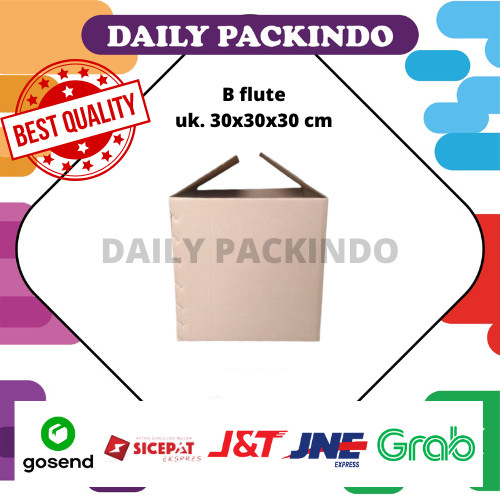 DAILY PACKINDO
BEST QUALITY
B flute
uk. 30x30x30 cm
DAILY PACKINDO
gosend
SICEPAT
EKSPRES
J&T
JNE
EXPRESS
Grab